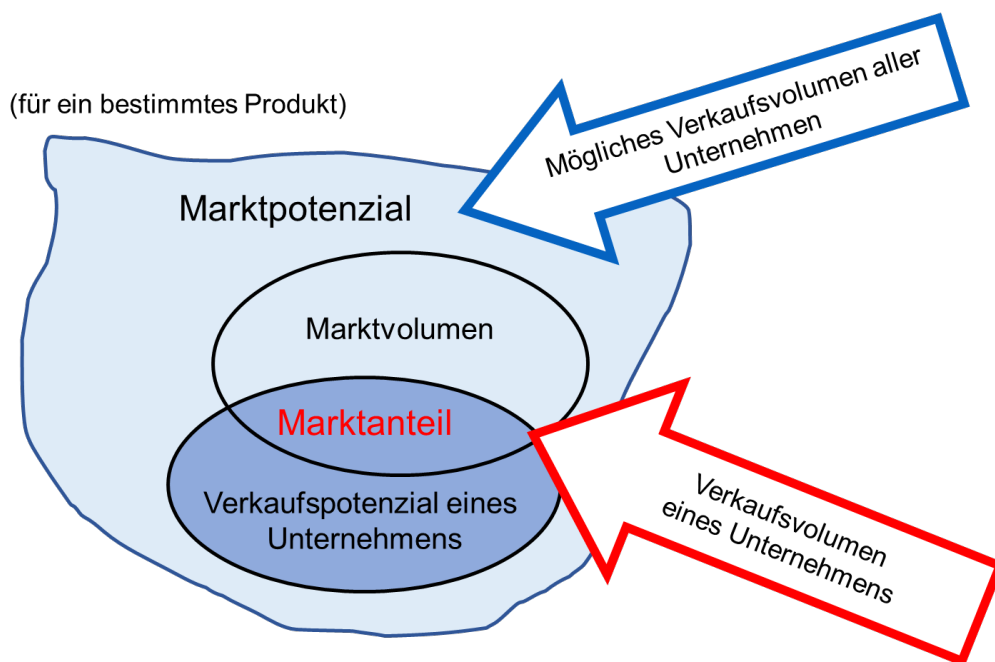 (für ein bestimmtes Produkt)
Mögliches Verkaufsvolumen aller
Unternehmen
Marktpotenzial
Marktvolumen
Marktanteil
Verkaufspotenzial eines
Unternehmens
Verkaufsvolumen
eines Unternehmens